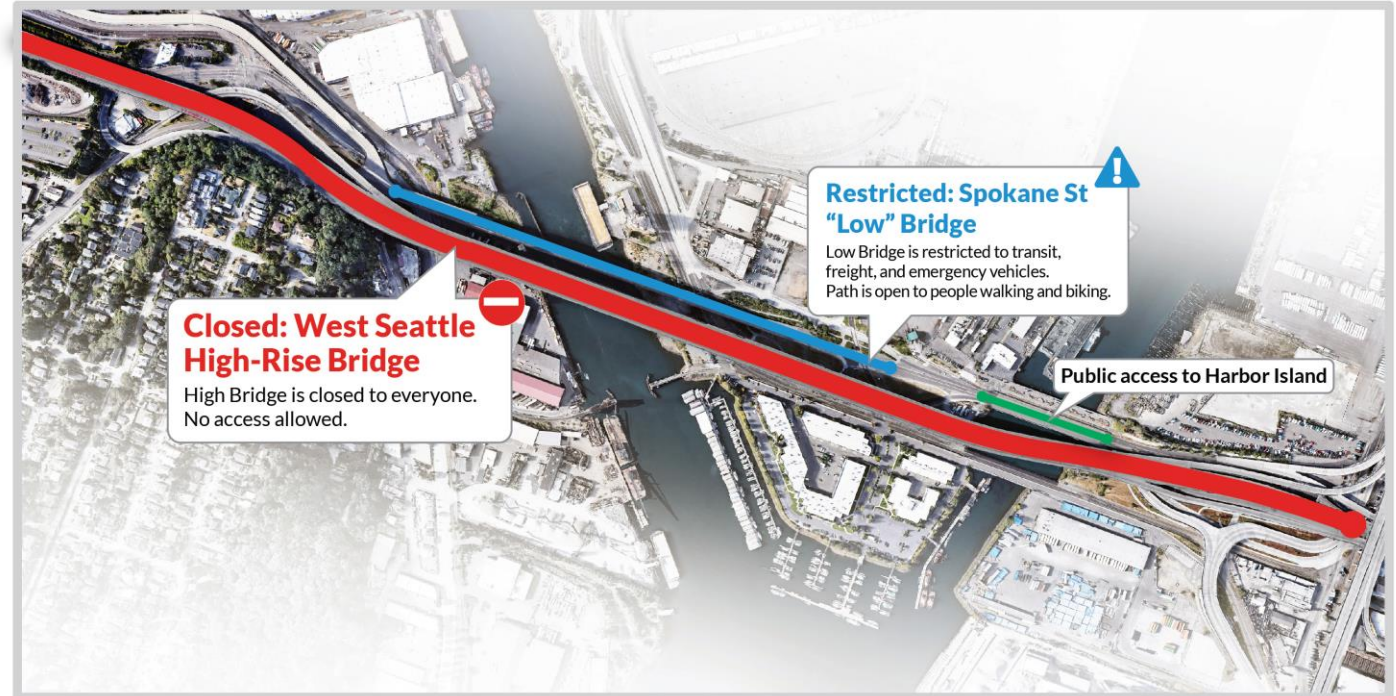 Restricted: Spokane St
“Low” Bridge
Low Bridge is restricted to transit,
freight, and emergency vehicles.
Path is open to people walking and biking.
Closed: West Seattle
High-Rise Bridge
High Bridge is closed to everyone.
No access allowed.
Public access to Harbor Island